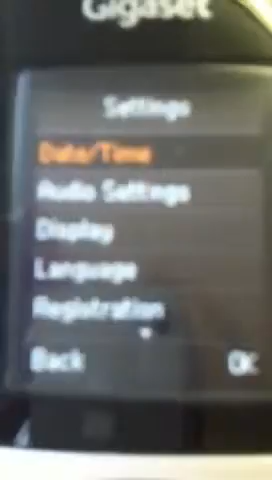 Gigaset
Settings
Date/Time
Audio Settings
Display
Language
Registration
Back OK